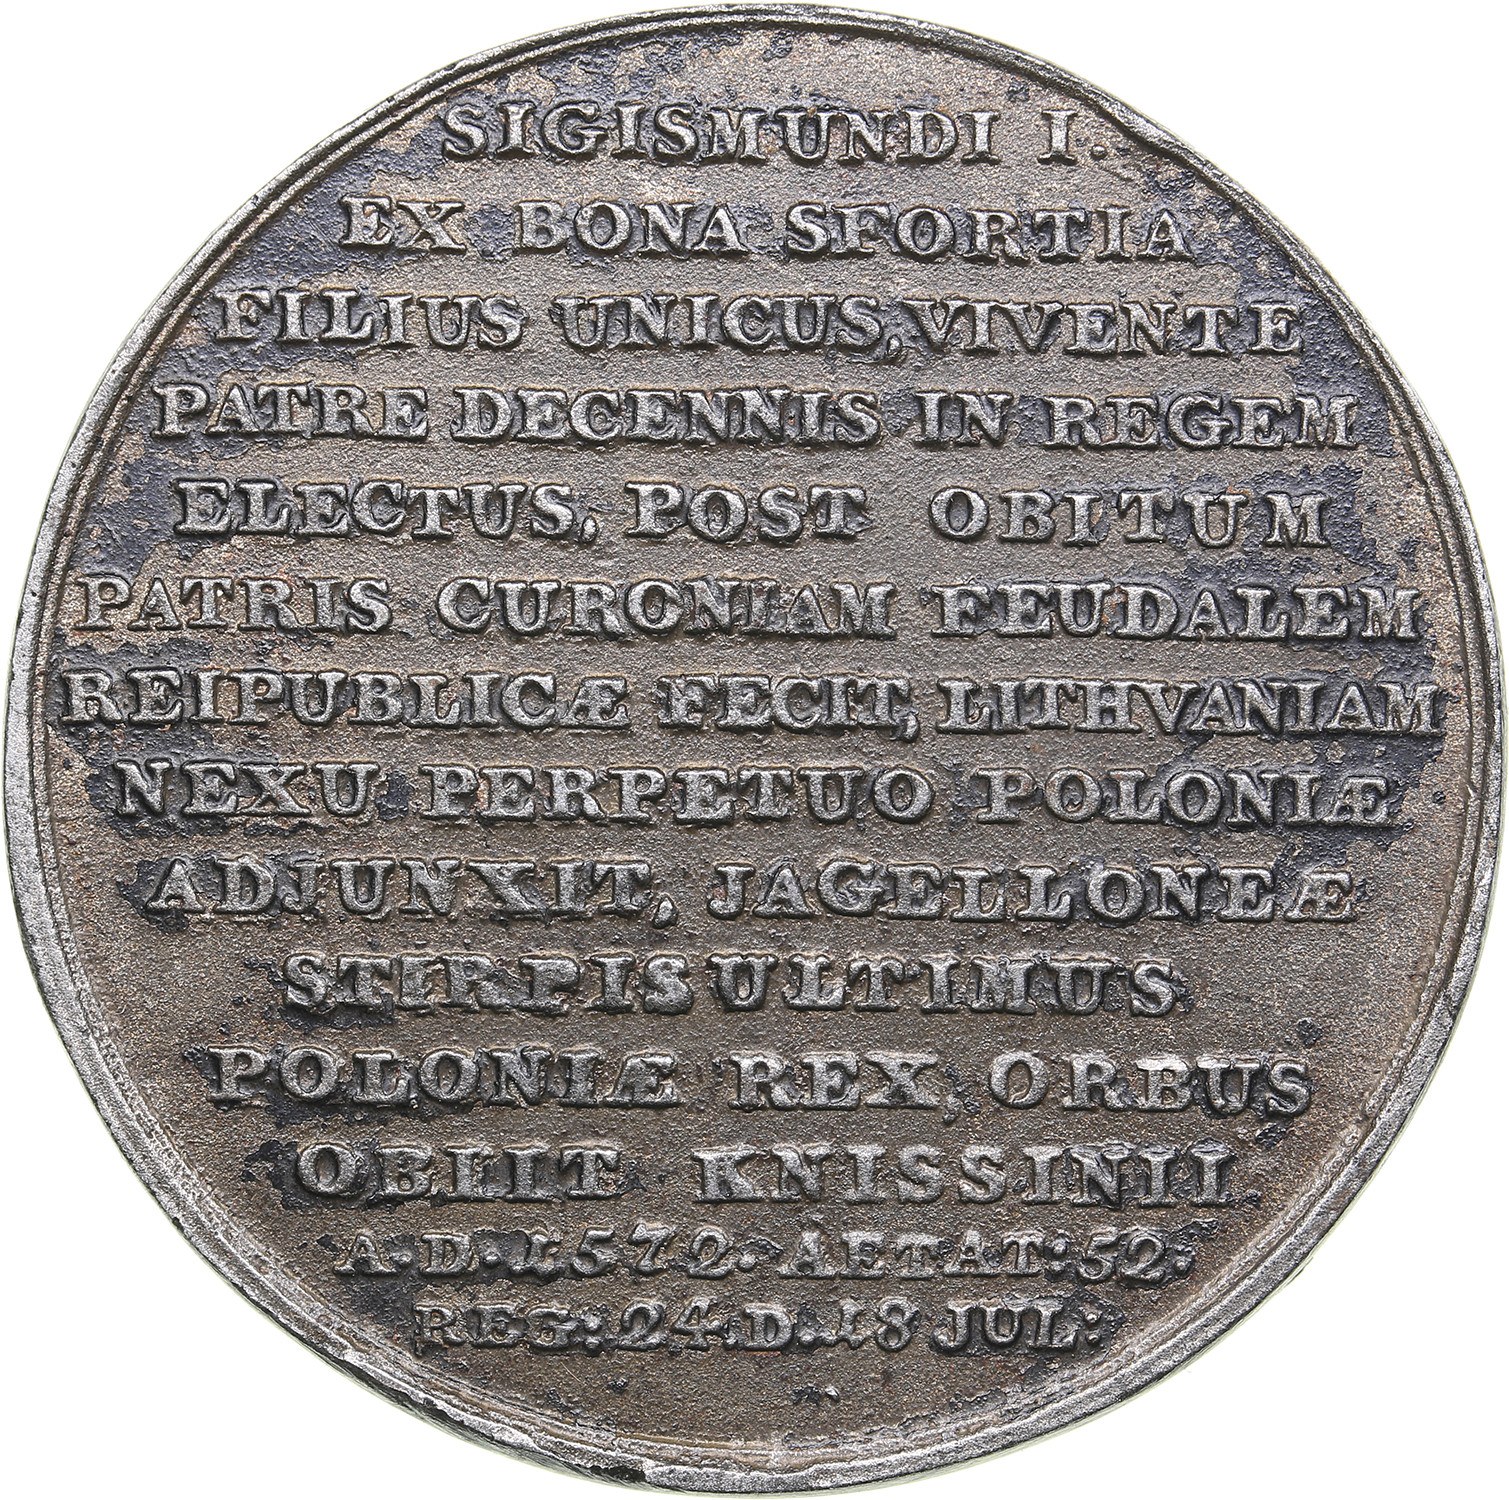 SIGISMUNDI I.
EX BONA SFORTIA
FILIUS UNICUS, VIVENTE
PATRE DECENNIS IN REGEM
ELECTUS, POST OBITUM
PATRIS CURONIAM FEUDALEM
REIPUBLICÆ FECIT, LITHVANIAM
NEXU PERPETUO POLONIÆ
ADJUNXIT, JAGELLONEÆ
STIRPIS ULTIMUS
POLONIÆ REX, ORBUS
OBIIT KNISSINII
A.D.1572. AETAT:52.
REG:24.D.18 JUL: